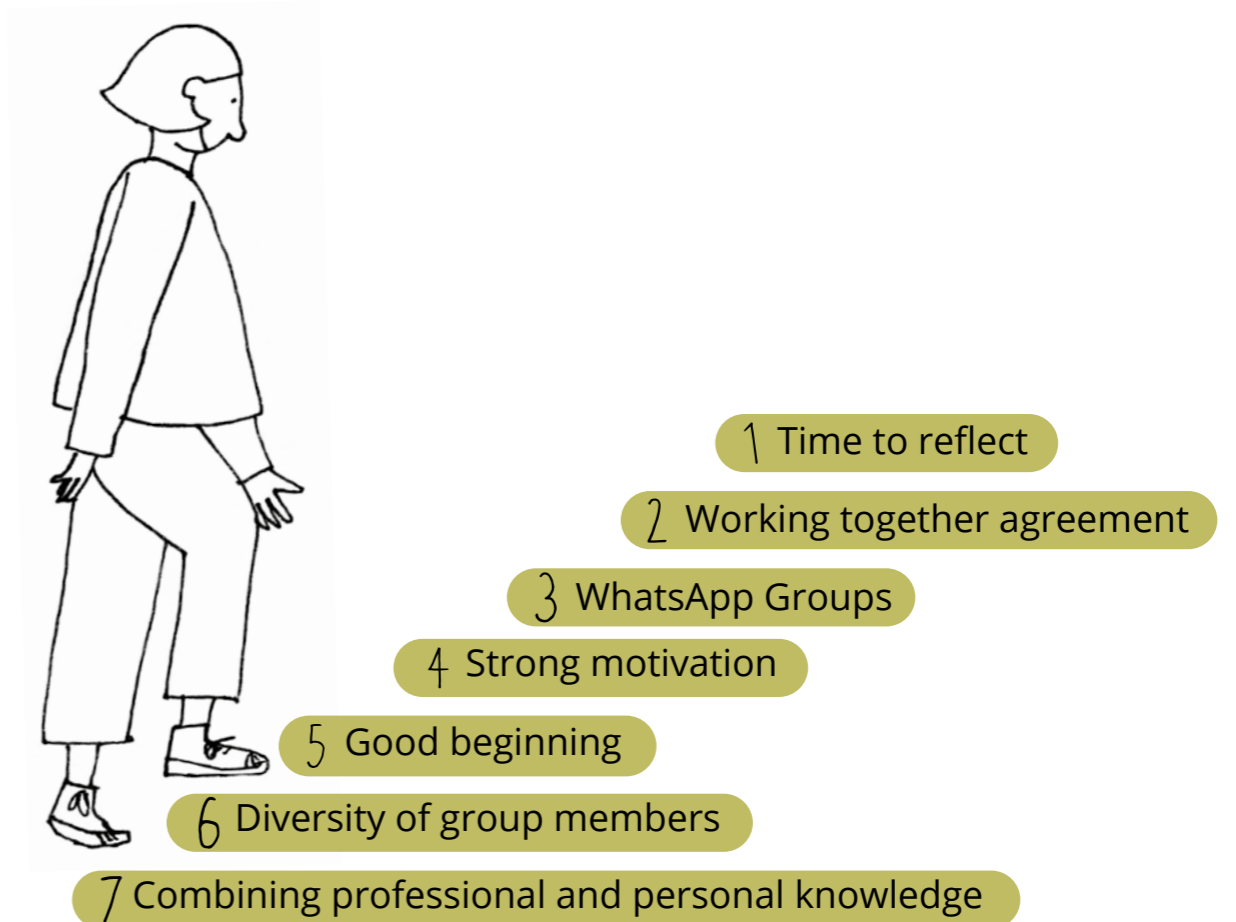 1 Time to reflect
2 Working together agreement
3 WhatsApp Groups
4 Strong motivation
5 Good beginning
6 Diversity of group members
7 Combining professional and personal knowledge